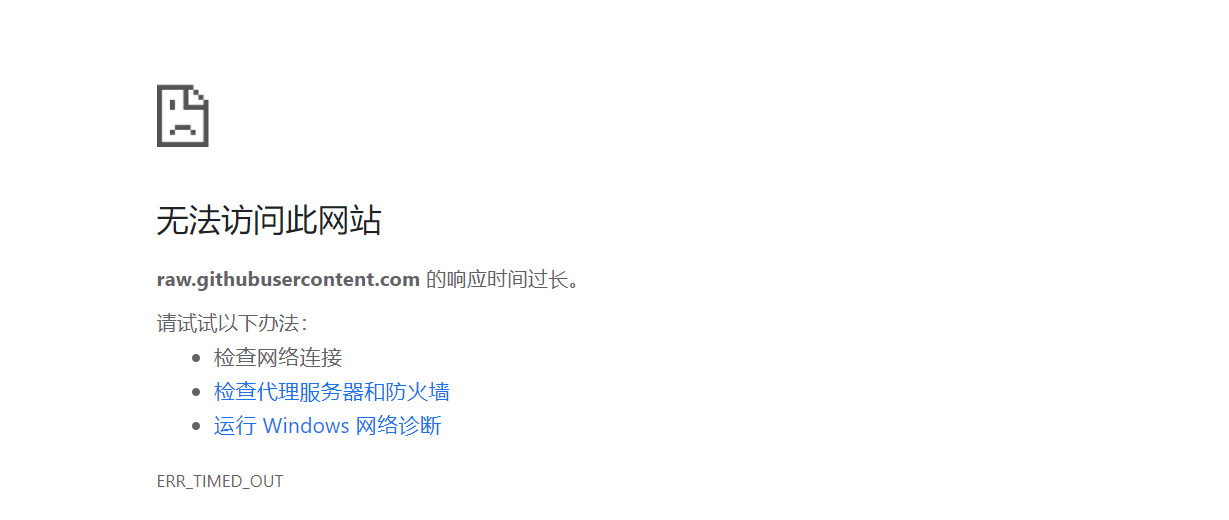 无法访问此网站
raw.githubusercontent.com 的响应时间过长。
请试试以下办法：
检查网络连接
检查代理服务器和防火墙
运行 Windows 网络诊断
ERR_TIMED_OUT